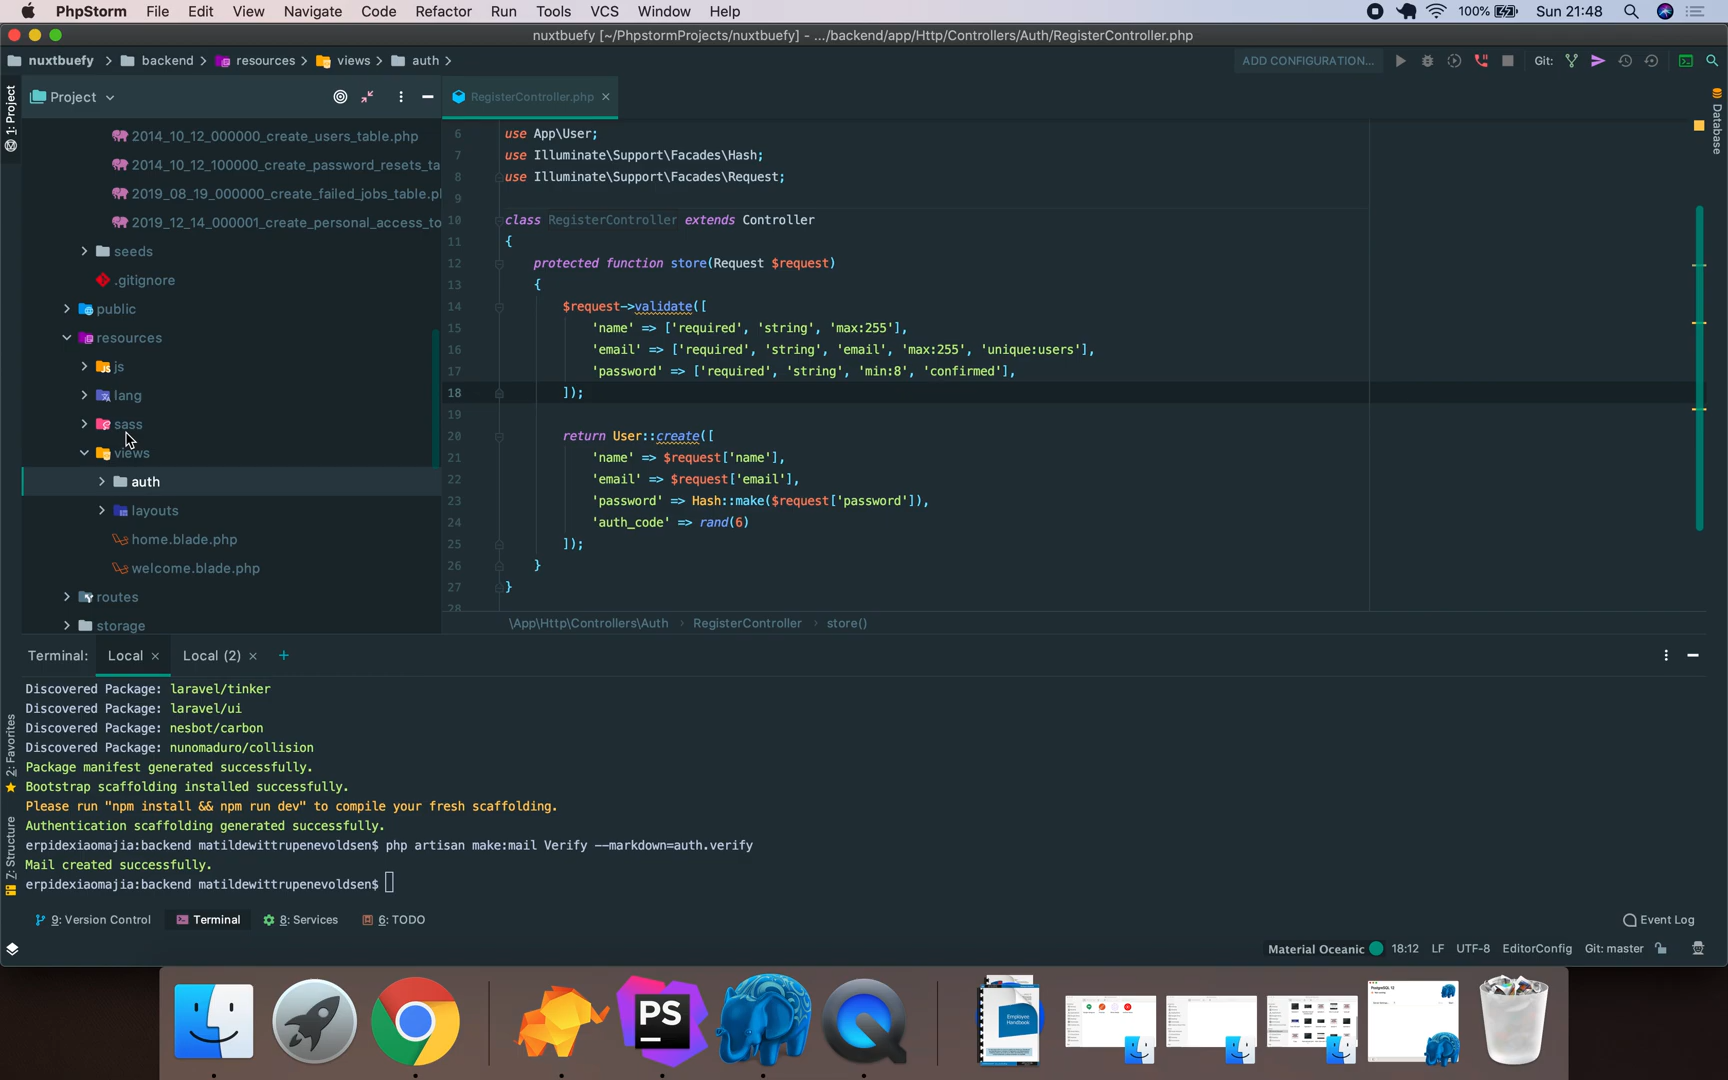 PhpStorm File Edit View Navigate Code Refactor Run Tools VCS Window Help 100% Sun 21:48
nuxtbuefy [~/PhpstormProjects/nuxtbuefy] - .../backend/app/Http/Controllers/Auth/RegisterController.php
nuxtbuefy backend resources views auth ADD CONFIGURATION... Git:
1: Project
Project
RegisterController.php
Database
2014_10_12_000000_create_users_table.php
2014_10_12_100000_create_password_resets_ta
2019_08_19_000000_create_failed_jobs_table.pl
2019_12_14_000001_create_personal_access_to
seeds
.gitignore
public
resources
js
lang
sass
views
auth
layouts
home.blade.php
welcome.blade.php
routes
storage
6 use App\User;
7 use Illuminate\Support\Facades\Hash;
8 use Illuminate\Support\Facades\Request;
9
10 class RegisterController extends Controller
11 {
12 protected function store(Request $request)
13 {
14 $request->validate([
15 'name' => ['required', 'string', 'max:255'],
16 'email' => ['required', 'string', 'email', 'max:255', 'unique:users'],
17 'password' => ['required', 'string', 'min:8', 'confirmed'],
18 ]);
19
20 return User::create([
21 'name' => $request['name'],
22 'email' => $request['email'],
23 'password' => Hash::make($request['password']),
24 'auth_code' => rand(6)
25 ]);
26 }
27 }
28
\App\Http\Controllers\Auth RegisterController store()
Terminal: Local Local (2)
2: Favorites
7: Structure
Discovered Package: laravel/tinker
Discovered Package: laravel/ui
Discovered Package: nesbot/carbon
Discovered Package: nunomaduro/collision
Package manifest generated successfully.
Bootstrap scaffolding installed successfully.
Please run "npm install && npm run dev" to compile your fresh scaffolding.
Authentication scaffolding generated successfully.
erpidexiaomajia:backend matildewittrupenevoldsen$ php artisan make:mail Verify --markdown=auth.verify
Mail created successfully.
erpidexiaomajia:backend matildewittrupenevoldsen$
9: Version Control Terminal 8: Services 6: TODO Event Log
Material Oceanic 18:12 LF UTF-8 EditorConfig Git: master
PS
Employee
Handbook
PostgreSQL 12